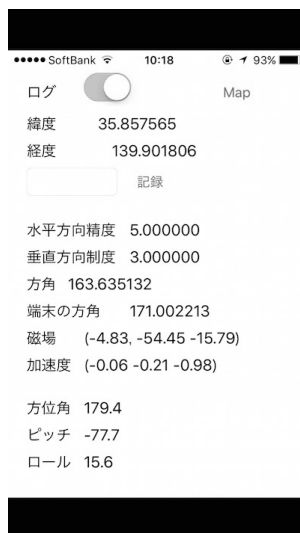 ●●●●● SoftBank 10:18 93%
ログ Map
緯度 35.857565
経度 139.901806
記録
水平方向精度 5.000000
垂直方向制度 3.000000
方角 163.635132
端末の方角 171.002213
磁場 (-4.83, -54.45 -15.79)
加速度 (-0.06 -0.21 -0.98)
方位角 179.4
ピッチ -77.7
ロール 15.6